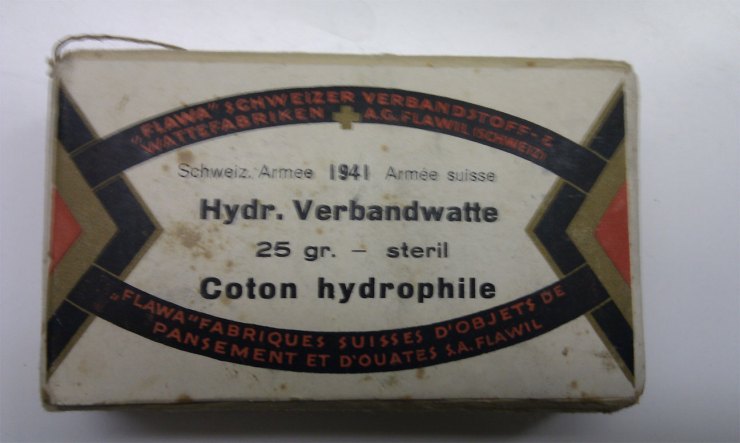 „FLAWA" SCHWEIZER VERBANDSTOFF- &
WATTEFABRIKEN A.G. FLAWIL (SCHWEIZ)
Schweiz. Armee 1941 Armée suisse
Hydr. Verbandwatte
25 gr. – steril
Coton hydrophile
„FLAWA" FABRIQUES SUISSES D'OBJETS DE
PANSEMENT ET D'OUATES S.A. FLAWIL